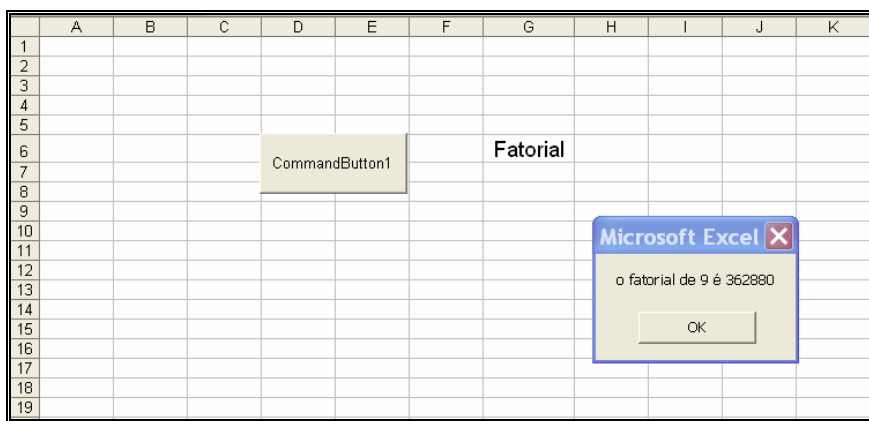 A B C D E F G H I J K
1
2
3
4
5
6 Fatorial
7 CommandButton1
8
9
10 Microsoft Excel
11
12 o fatorial de 9 é 362880
13
14
15 OK
16
17
18
19